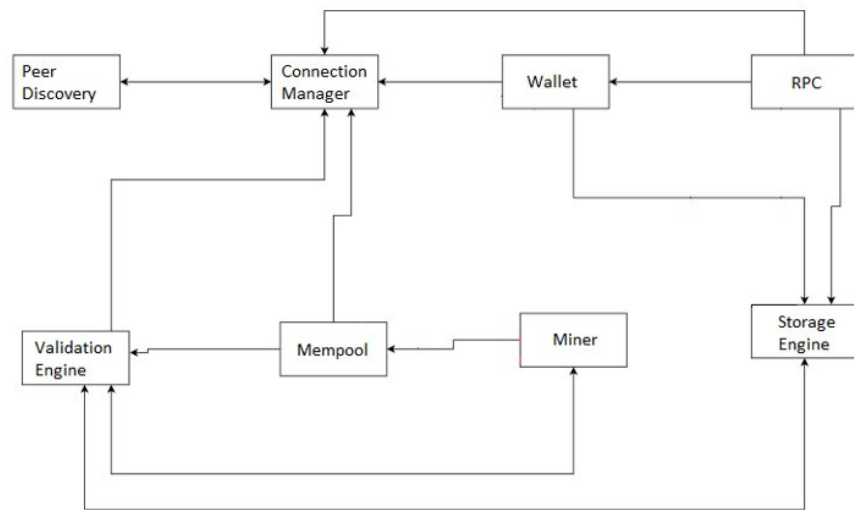 Peer
Discovery
Connection
Manager
Wallet
RPC
Validation
Engine
Mempool
Miner
Storage
Engine